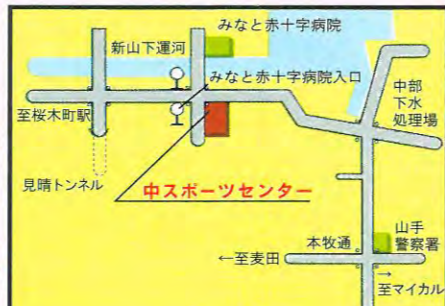 みなと赤十字病院
新山下運河
みなと赤十字病院入口
中部
下水
処理場
至桜木町駅
見晴トンネル
中スポーツセンター
山手
警察署
本牧通
←至麦田
→
至マイカル